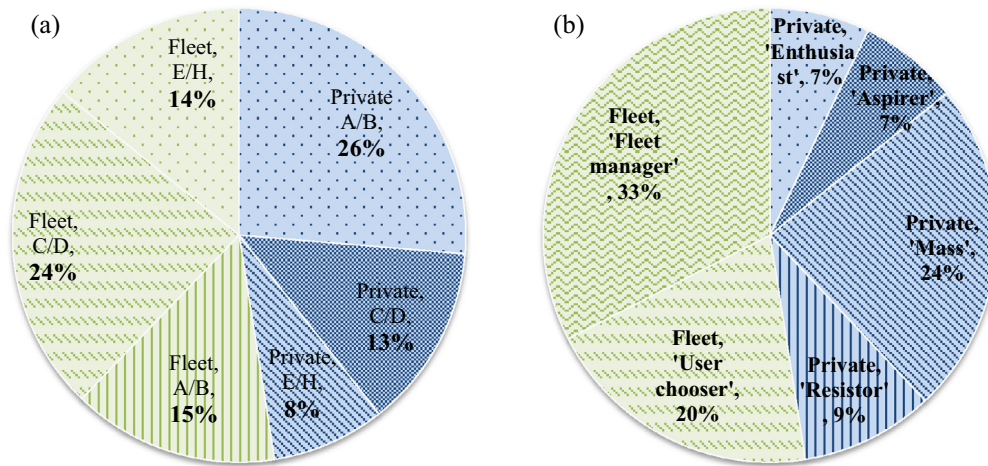 (a)
Fleet,
E/H,
14%
Private
A/B,
26%
Fleet,
C/D,
24%
Private,
C/D,
13%
Fleet,
A/B,
15%
Private,
E/H,
8%
(b)
Private,
'Enthusia
st', 7%
Private,
'Aspirer',
7%
Fleet,
'Fleet
manager'
, 33%
Private,
'Mass',
24%
Fleet,
'User
chooser',
20%
Private,
'Resistor'
, 9%